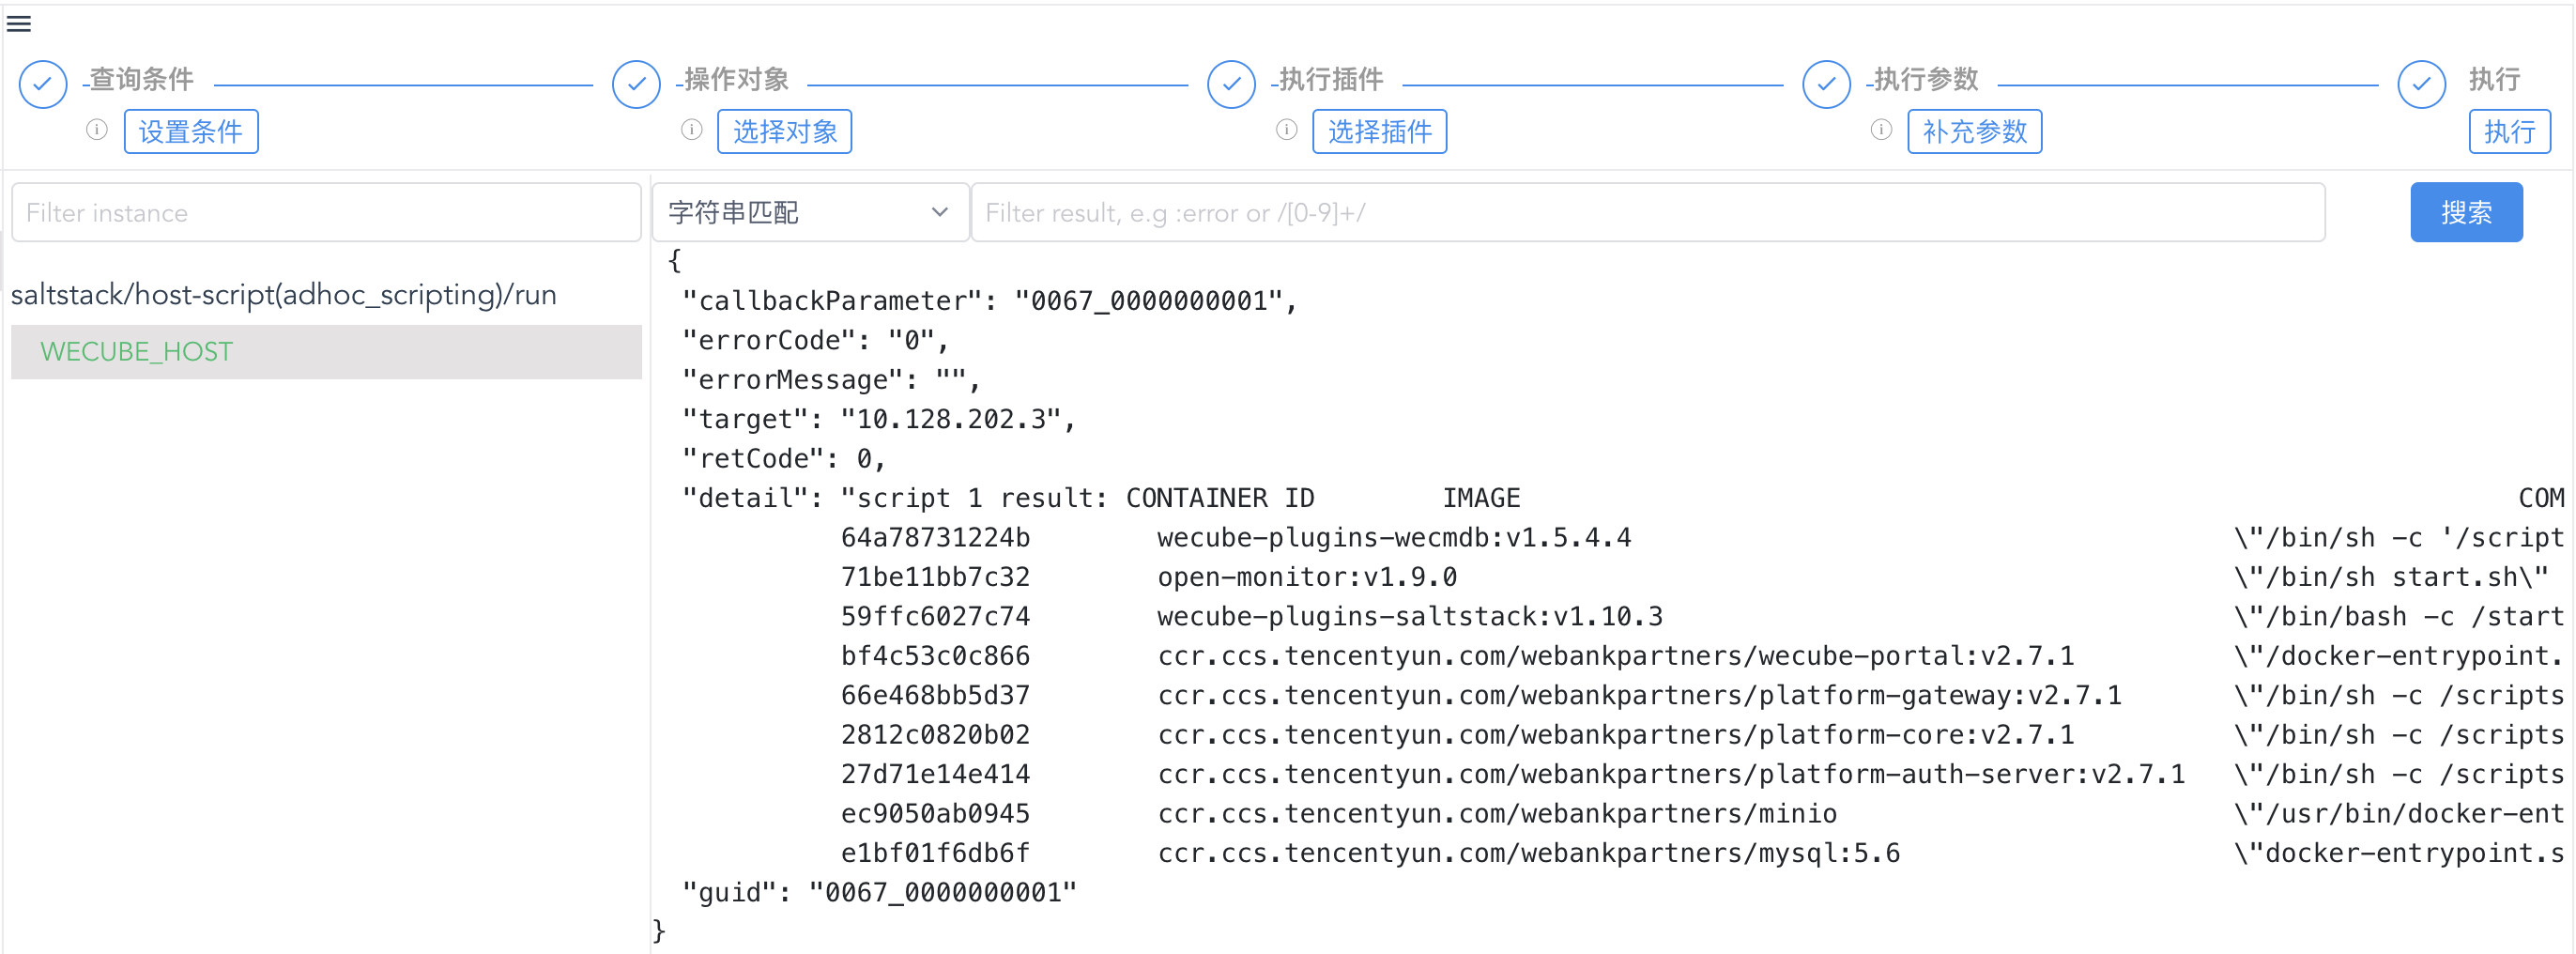 查询条件
设置条件
操作对象
选择对象
执行插件
选择插件
执行参数
补充参数
执行
执行
Filter instance
字符串匹配
Filter result, e.g :error or /[0-9]+/
搜索
saltstack/host-script(adhoc_scripting)/run
WECUBE_HOST
{
"callbackParameter": "0067_0000000001",
"errorCode": "0",
"errorMessage": "",
"target": "10.128.202.3",
"retCode": 0,
"detail": "script 1 result: CONTAINER ID IMAGE COM
64a78731224b wecube-plugins-wecmdb:v1.5.4.4 \"/bin/sh -c '/script
71be11bb7c32 open-monitor:v1.9.0 \"/bin/sh start.sh\"
59ffc6027c74 wecube-plugins-saltstack:v1.10.3 \"/bin/bash -c /start
bf4c53c0c866 ccr.ccs.tencentyun.com/webankpartners/wecube-portal:v2.7.1 \"/docker-entrypoint.
66e468bb5d37 ccr.ccs.tencentyun.com/webankpartners/platform-gateway:v2.7.1 \"/bin/sh -c /scripts
2812c0820b02 ccr.ccs.tencentyun.com/webankpartners/platform-core:v2.7.1 \"/bin/sh -c /scripts
27d71e14e414 ccr.ccs.tencentyun.com/webankpartners/platform-auth-server:v2.7.1 \"/bin/sh -c /scripts
ec9050ab0945 ccr.ccs.tencentyun.com/webankpartners/minio \"/usr/bin/docker-ent
e1bf01f6db6f ccr.ccs.tencentyun.com/webankpartners/mysql:5.6 \"docker-entrypoint.s
"guid": "0067_0000000001"
}